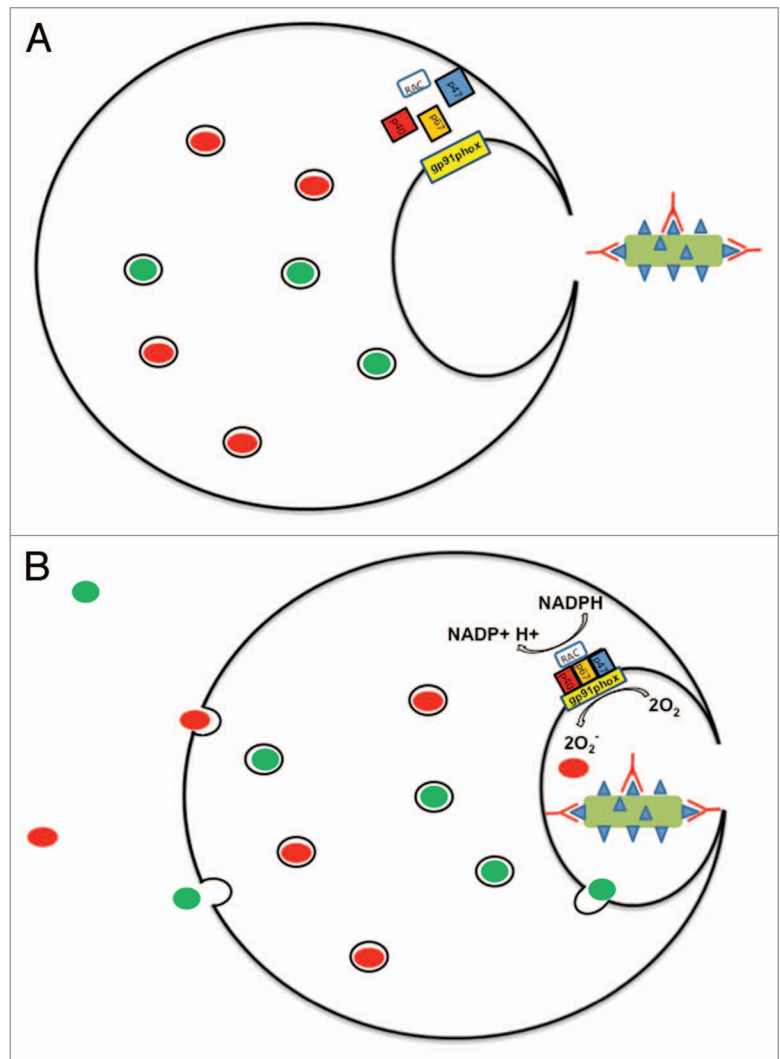 A
RAC
p47
p40
p67
gp91phox
B
NADPH
NADP+ H+
RAC
p40
p67
p47
gp91phox
2O₂
2O₂⁻